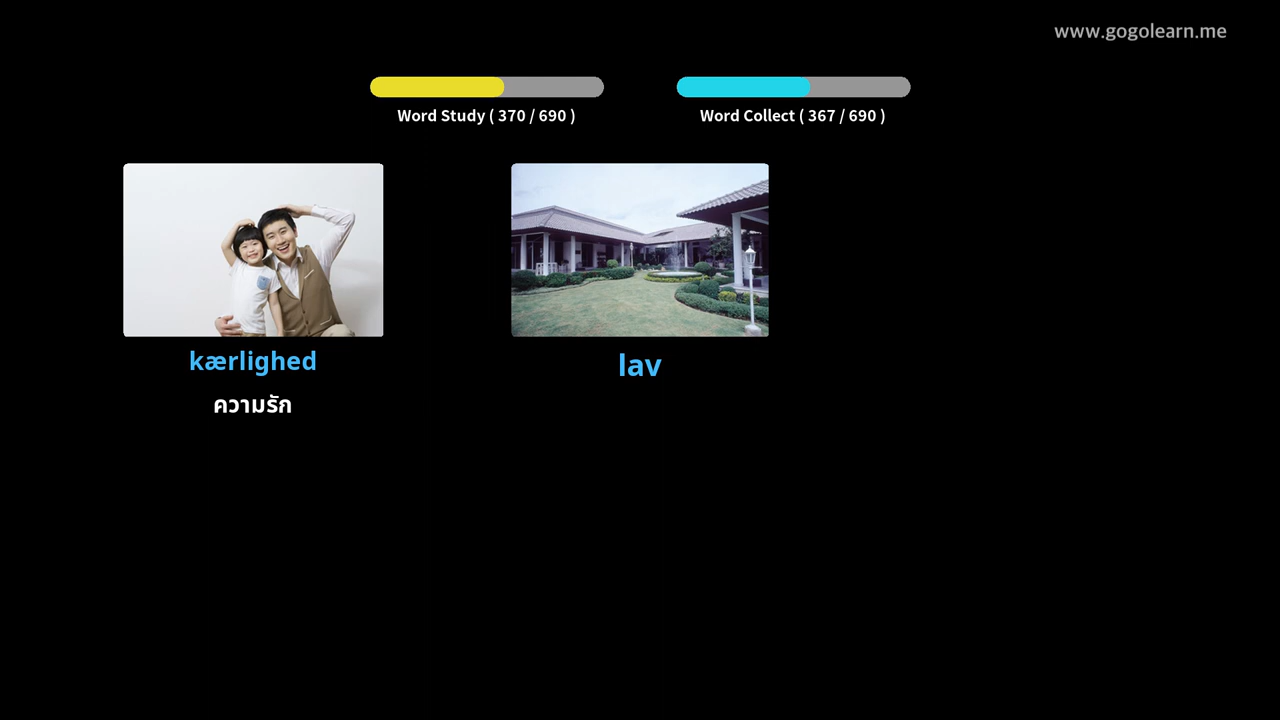 www.gogolearn.me
Word Study ( 370 / 690 )
Word Collect ( 367 / 690 )
kærlighed
ความรัก
lav